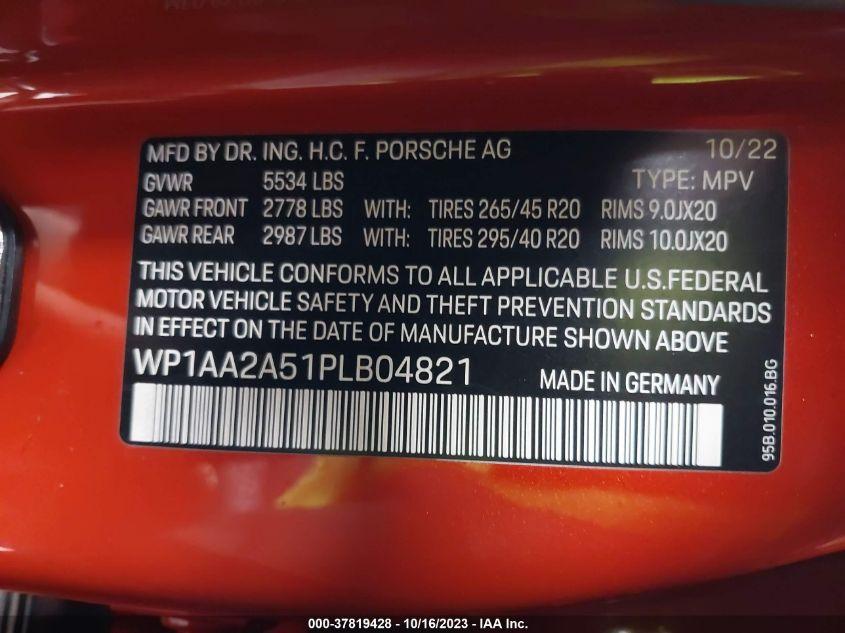 MFD BY DR. ING. H.C. F. PORSCHE AG 10/22
GVWR 5534 LBS TYPE: MPV
GAWR FRONT 2778 LBS WITH: TIRES 265/45 R20 RIMS 9.0JX20
GAWR REAR 2987 LBS WITH: TIRES 295/40 R20 RIMS 10.0JX20
THIS VEHICLE CONFORMS TO ALL APPLICABLE U.S.FEDERAL
MOTOR VEHICLE SAFETY AND THEFT PREVENTION STANDARDS
IN EFFECT ON THE DATE OF MANUFACTURE SHOWN ABOVE
WP1AA2A51PLB04821 MADE IN GERMANY
95B.010.016.BG
000-37819428 - 10/16/2023 - IAA Inc.